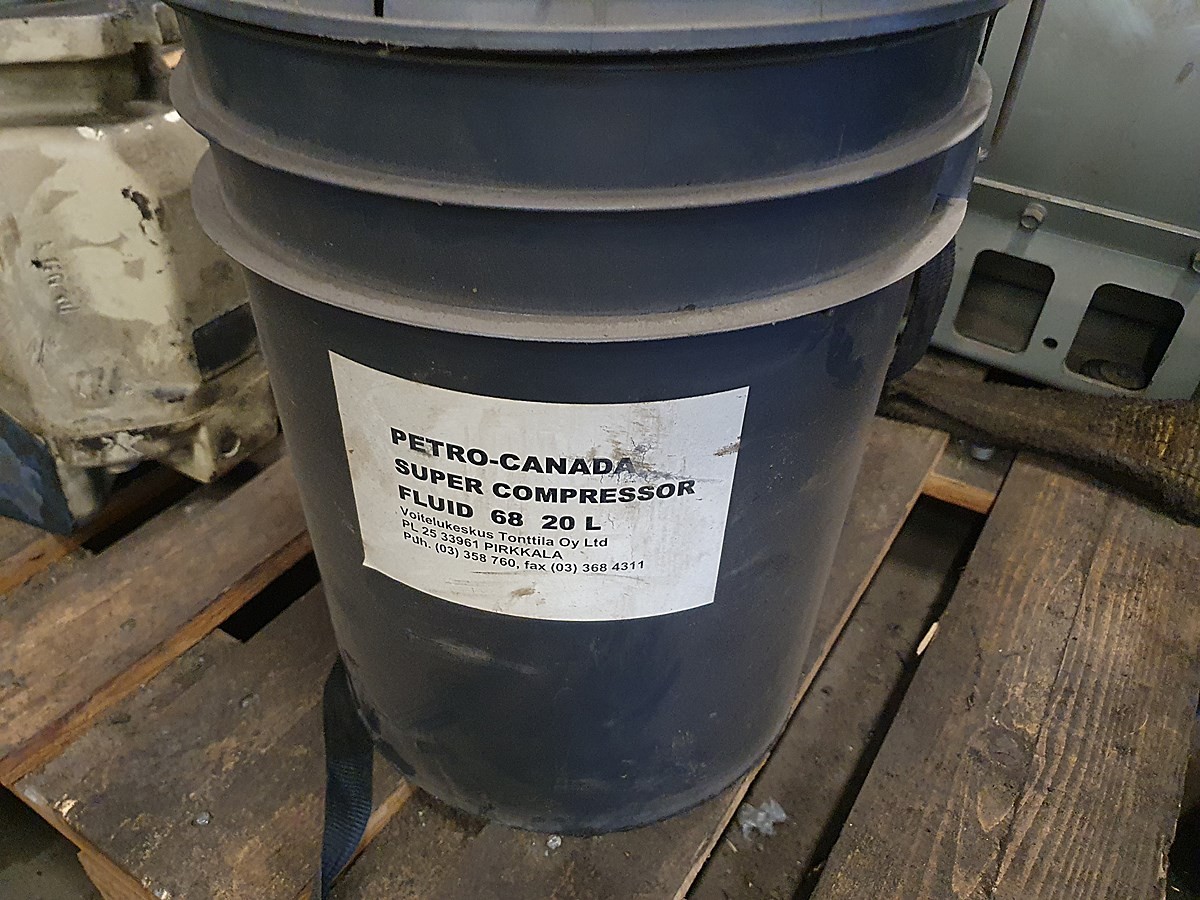 PETRO-CANADA
SUPER COMPRESSOR
FLUID 68 20 L
Voitelukeskus Tonttila Oy Ltd
PL 25 33961 PIRKKALA
Puh. (03) 358 760, fax (03) 368 4311